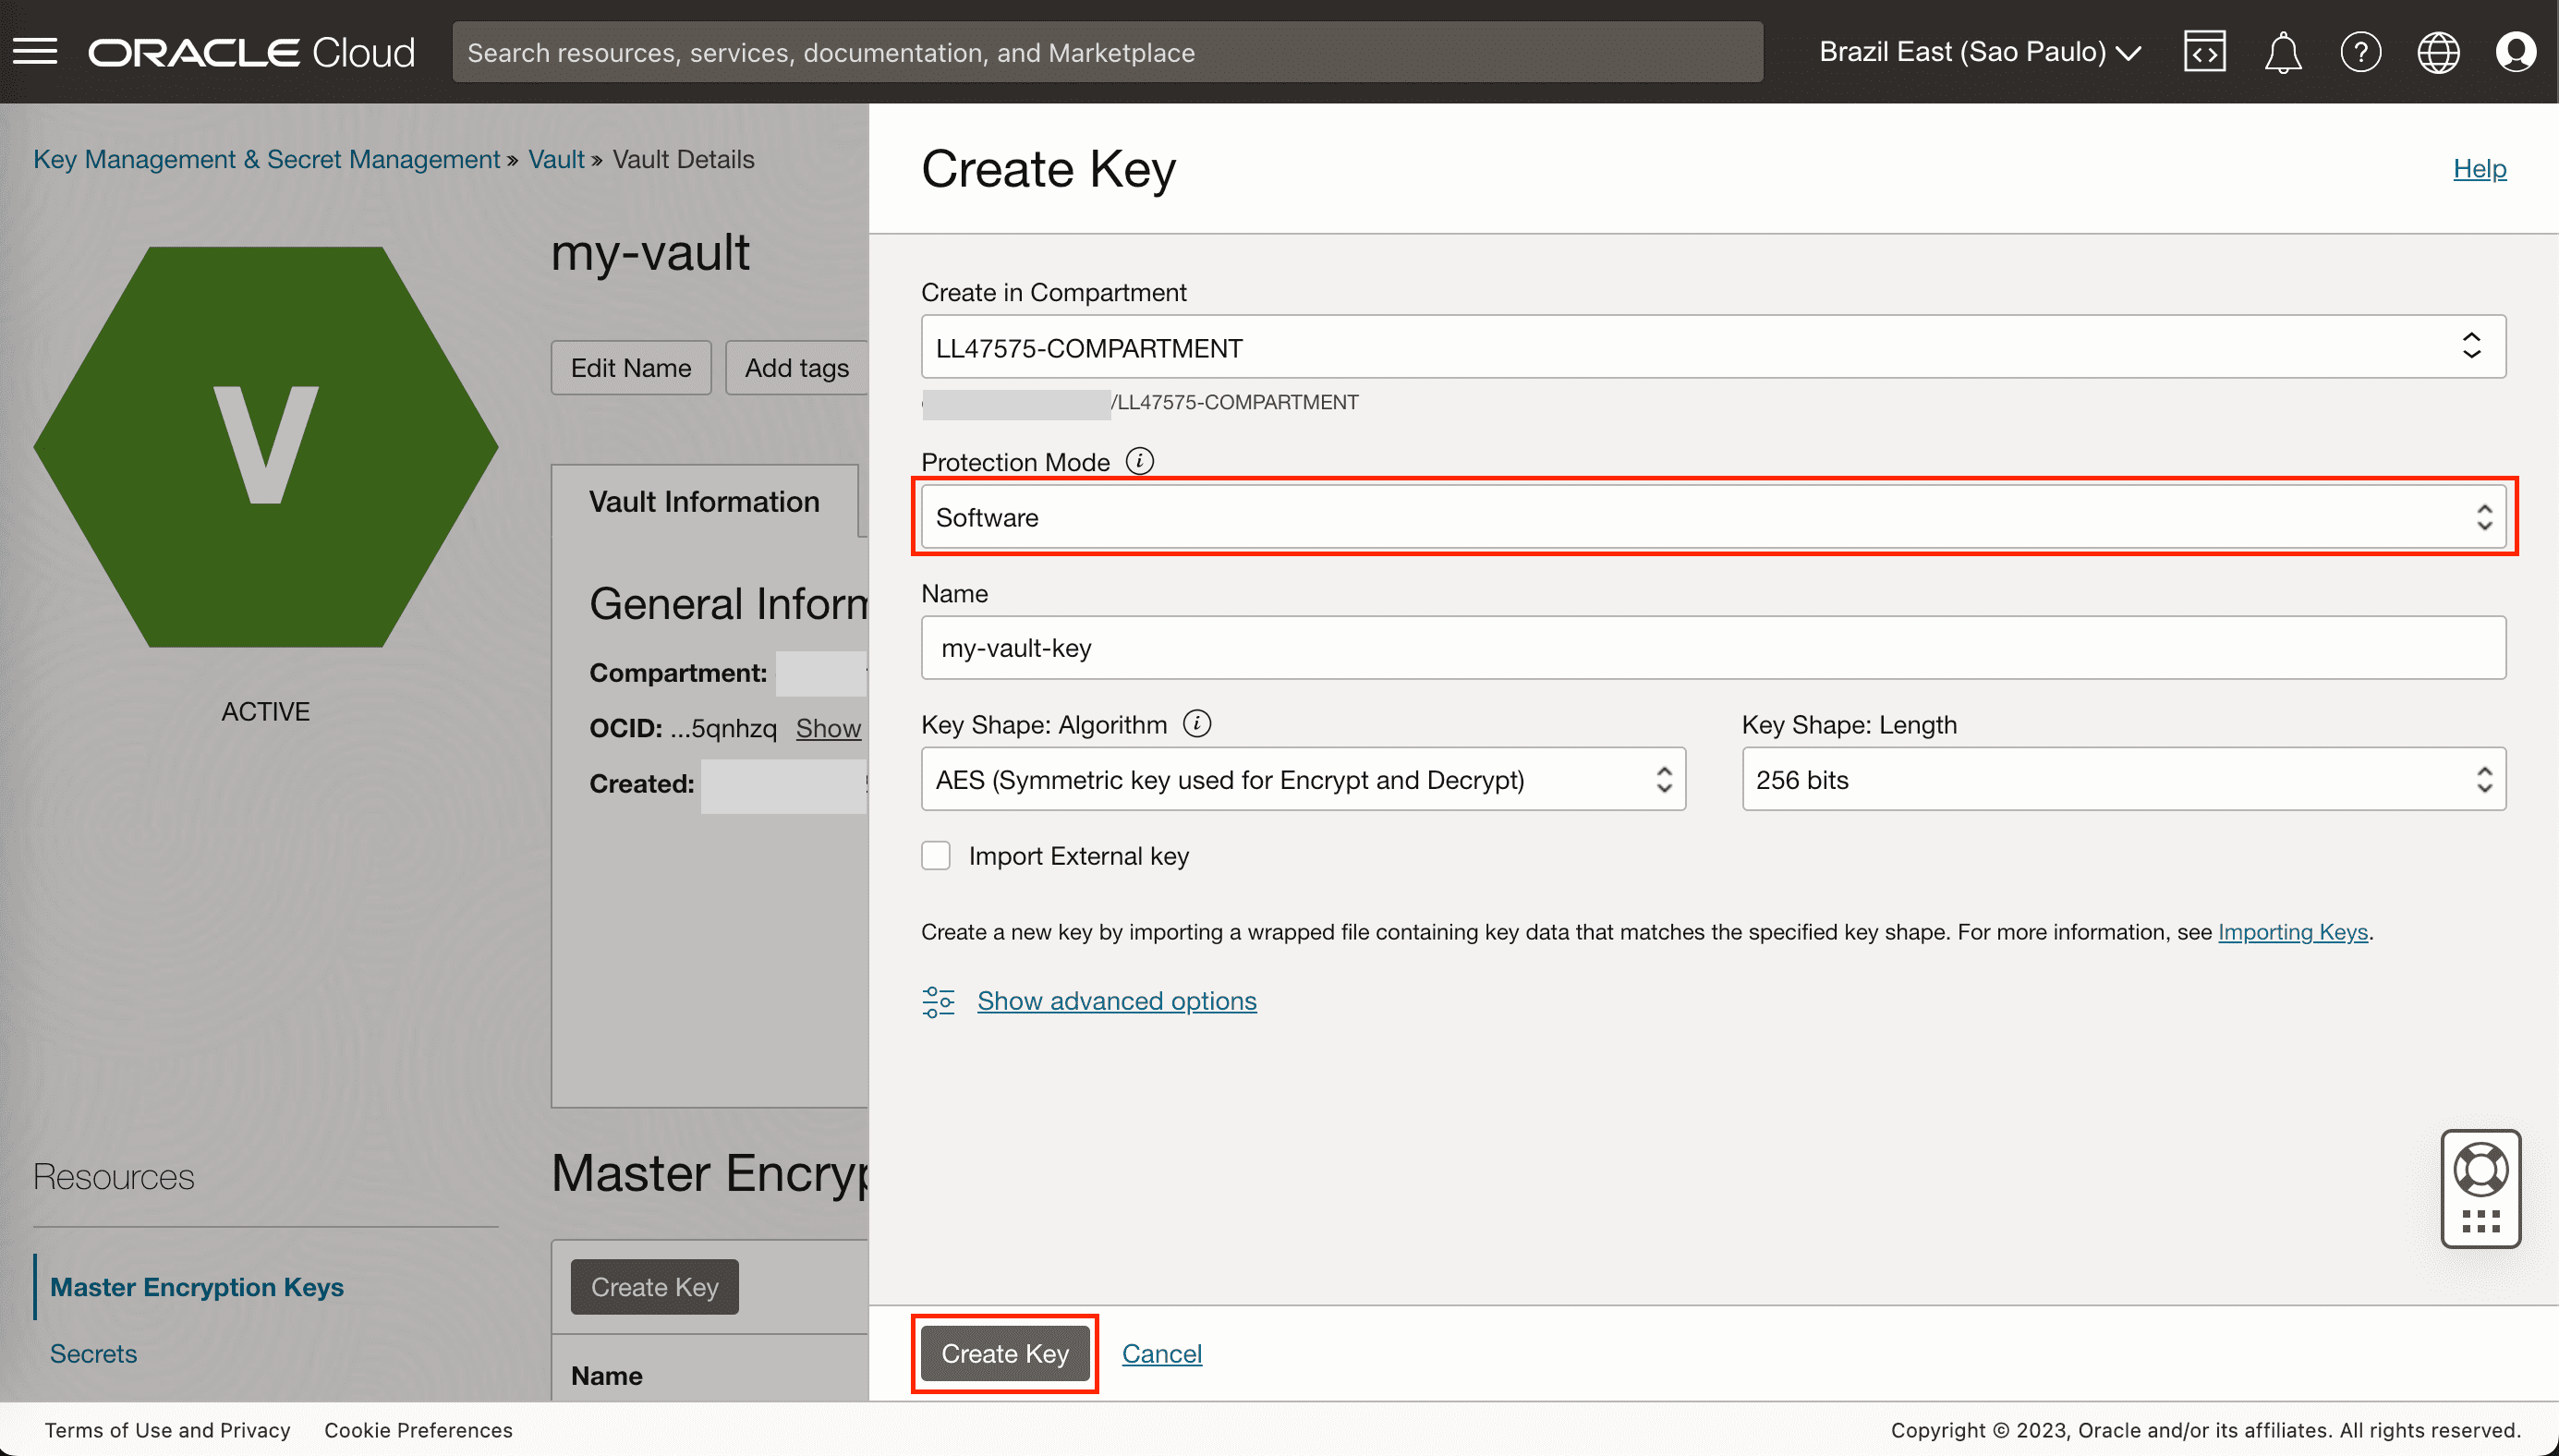 ORACLE Cloud
Search resources, services, documentation, and Marketplace
Brazil East (Sao Paulo)
Key Management & Secret Management » Vault » Vault Details
V
ACTIVE
my-vault
Edit Name
Add tags
Vault Information
General Inform
Compartment:
OCID: ...5qnhzq Show
Created:
Resources
Master Encryption Keys
Secrets
Master Encryp
Create Key
Name
Create Key
Help
Create in Compartment
LL47575-COMPARTMENT
/LL47575-COMPARTMENT
Protection Mode
Software
Name
my-vault-key
Key Shape: Algorithm
AES (Symmetric key used for Encrypt and Decrypt)
Key Shape: Length
256 bits
Import External key
Create a new key by importing a wrapped file containing key data that matches the specified key shape. For more information, see Importing Keys.
Show advanced options
Create Key
Cancel
Terms of Use and Privacy
Cookie Preferences
Copyright © 2023, Oracle and/or its affiliates. All rights reserved.